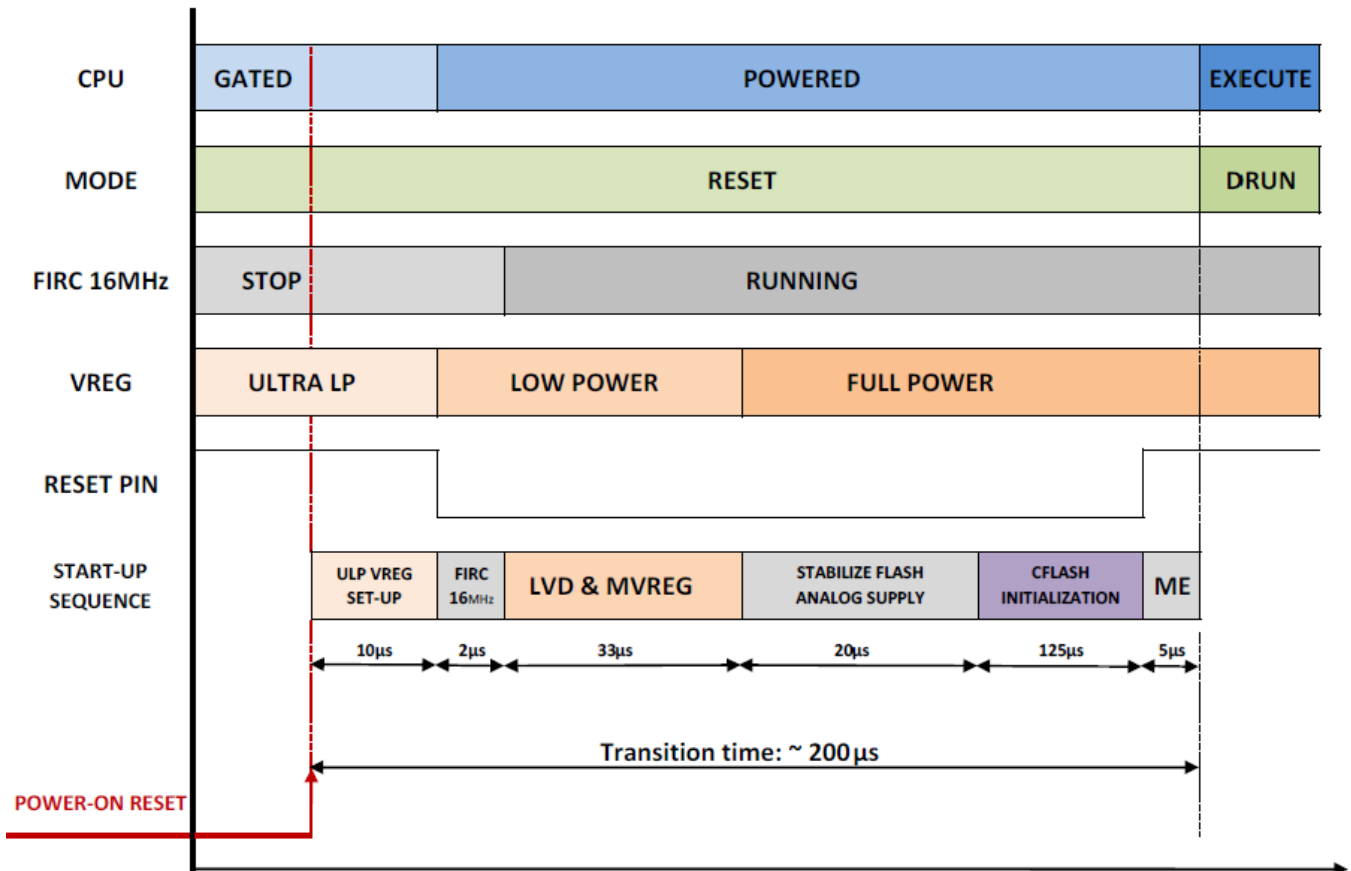 CPU
GATED
POWERED
EXECUTE
MODE
RESET
DRUN
FIRC 16MHz
STOP
RUNNING
VREG
ULTRA LP
LOW POWER
FULL POWER
RESET PIN
START-UP
SEQUENCE
ULP VREG
SET-UP
FIRC
16MHz
LVD & MVREG
STABILIZE FLASH
ANALOG SUPPLY
CFLASH
INITIALIZATION
ME
10µs
2µs
33µs
20µs
125µs
5µs
Transition time: ~ 200µs
POWER-ON RESET